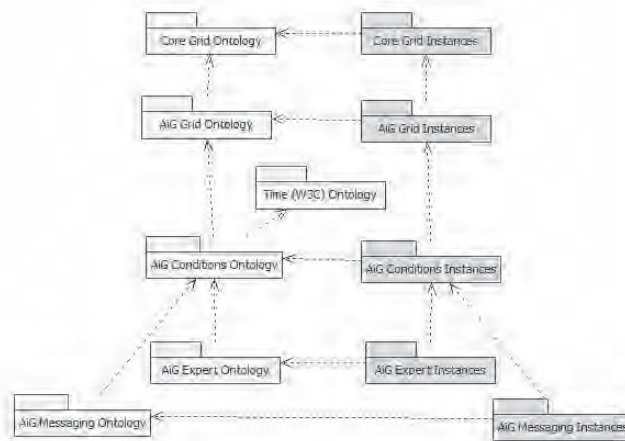 Core Grid Ontology
Core Grid Instances
AiG Grid Ontology
AiG Grid Instances
Time (W3C) Ontology
AiG Conditions Ontology
AiG Conditions Instances
AiG Expert Ontology
AiG Expert Instances
AiG Messaging Ontology
AiG Messaging Instances